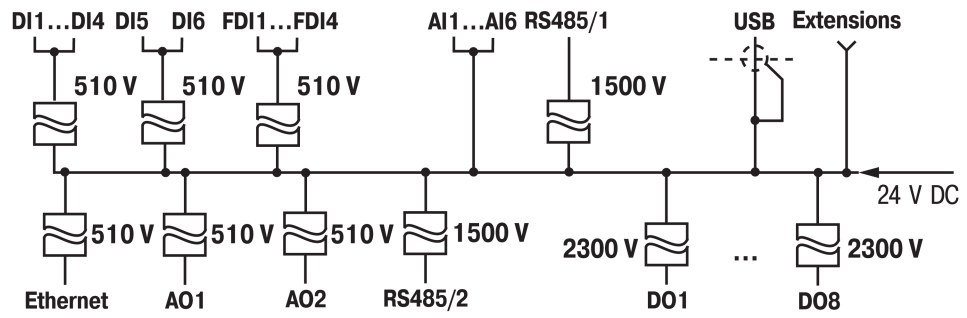 DI1...DI4 DI5 DI6 FDI1...FDI4 AI1...AI6 RS485/1 USB Extensions
510 V 510 V 510 V 1500 V
24 V DC
510 V 510 V 510 V 1500 V 2300 V ... 2300 V
Ethernet AO1 AO2 RS485/2 DO1 DO8